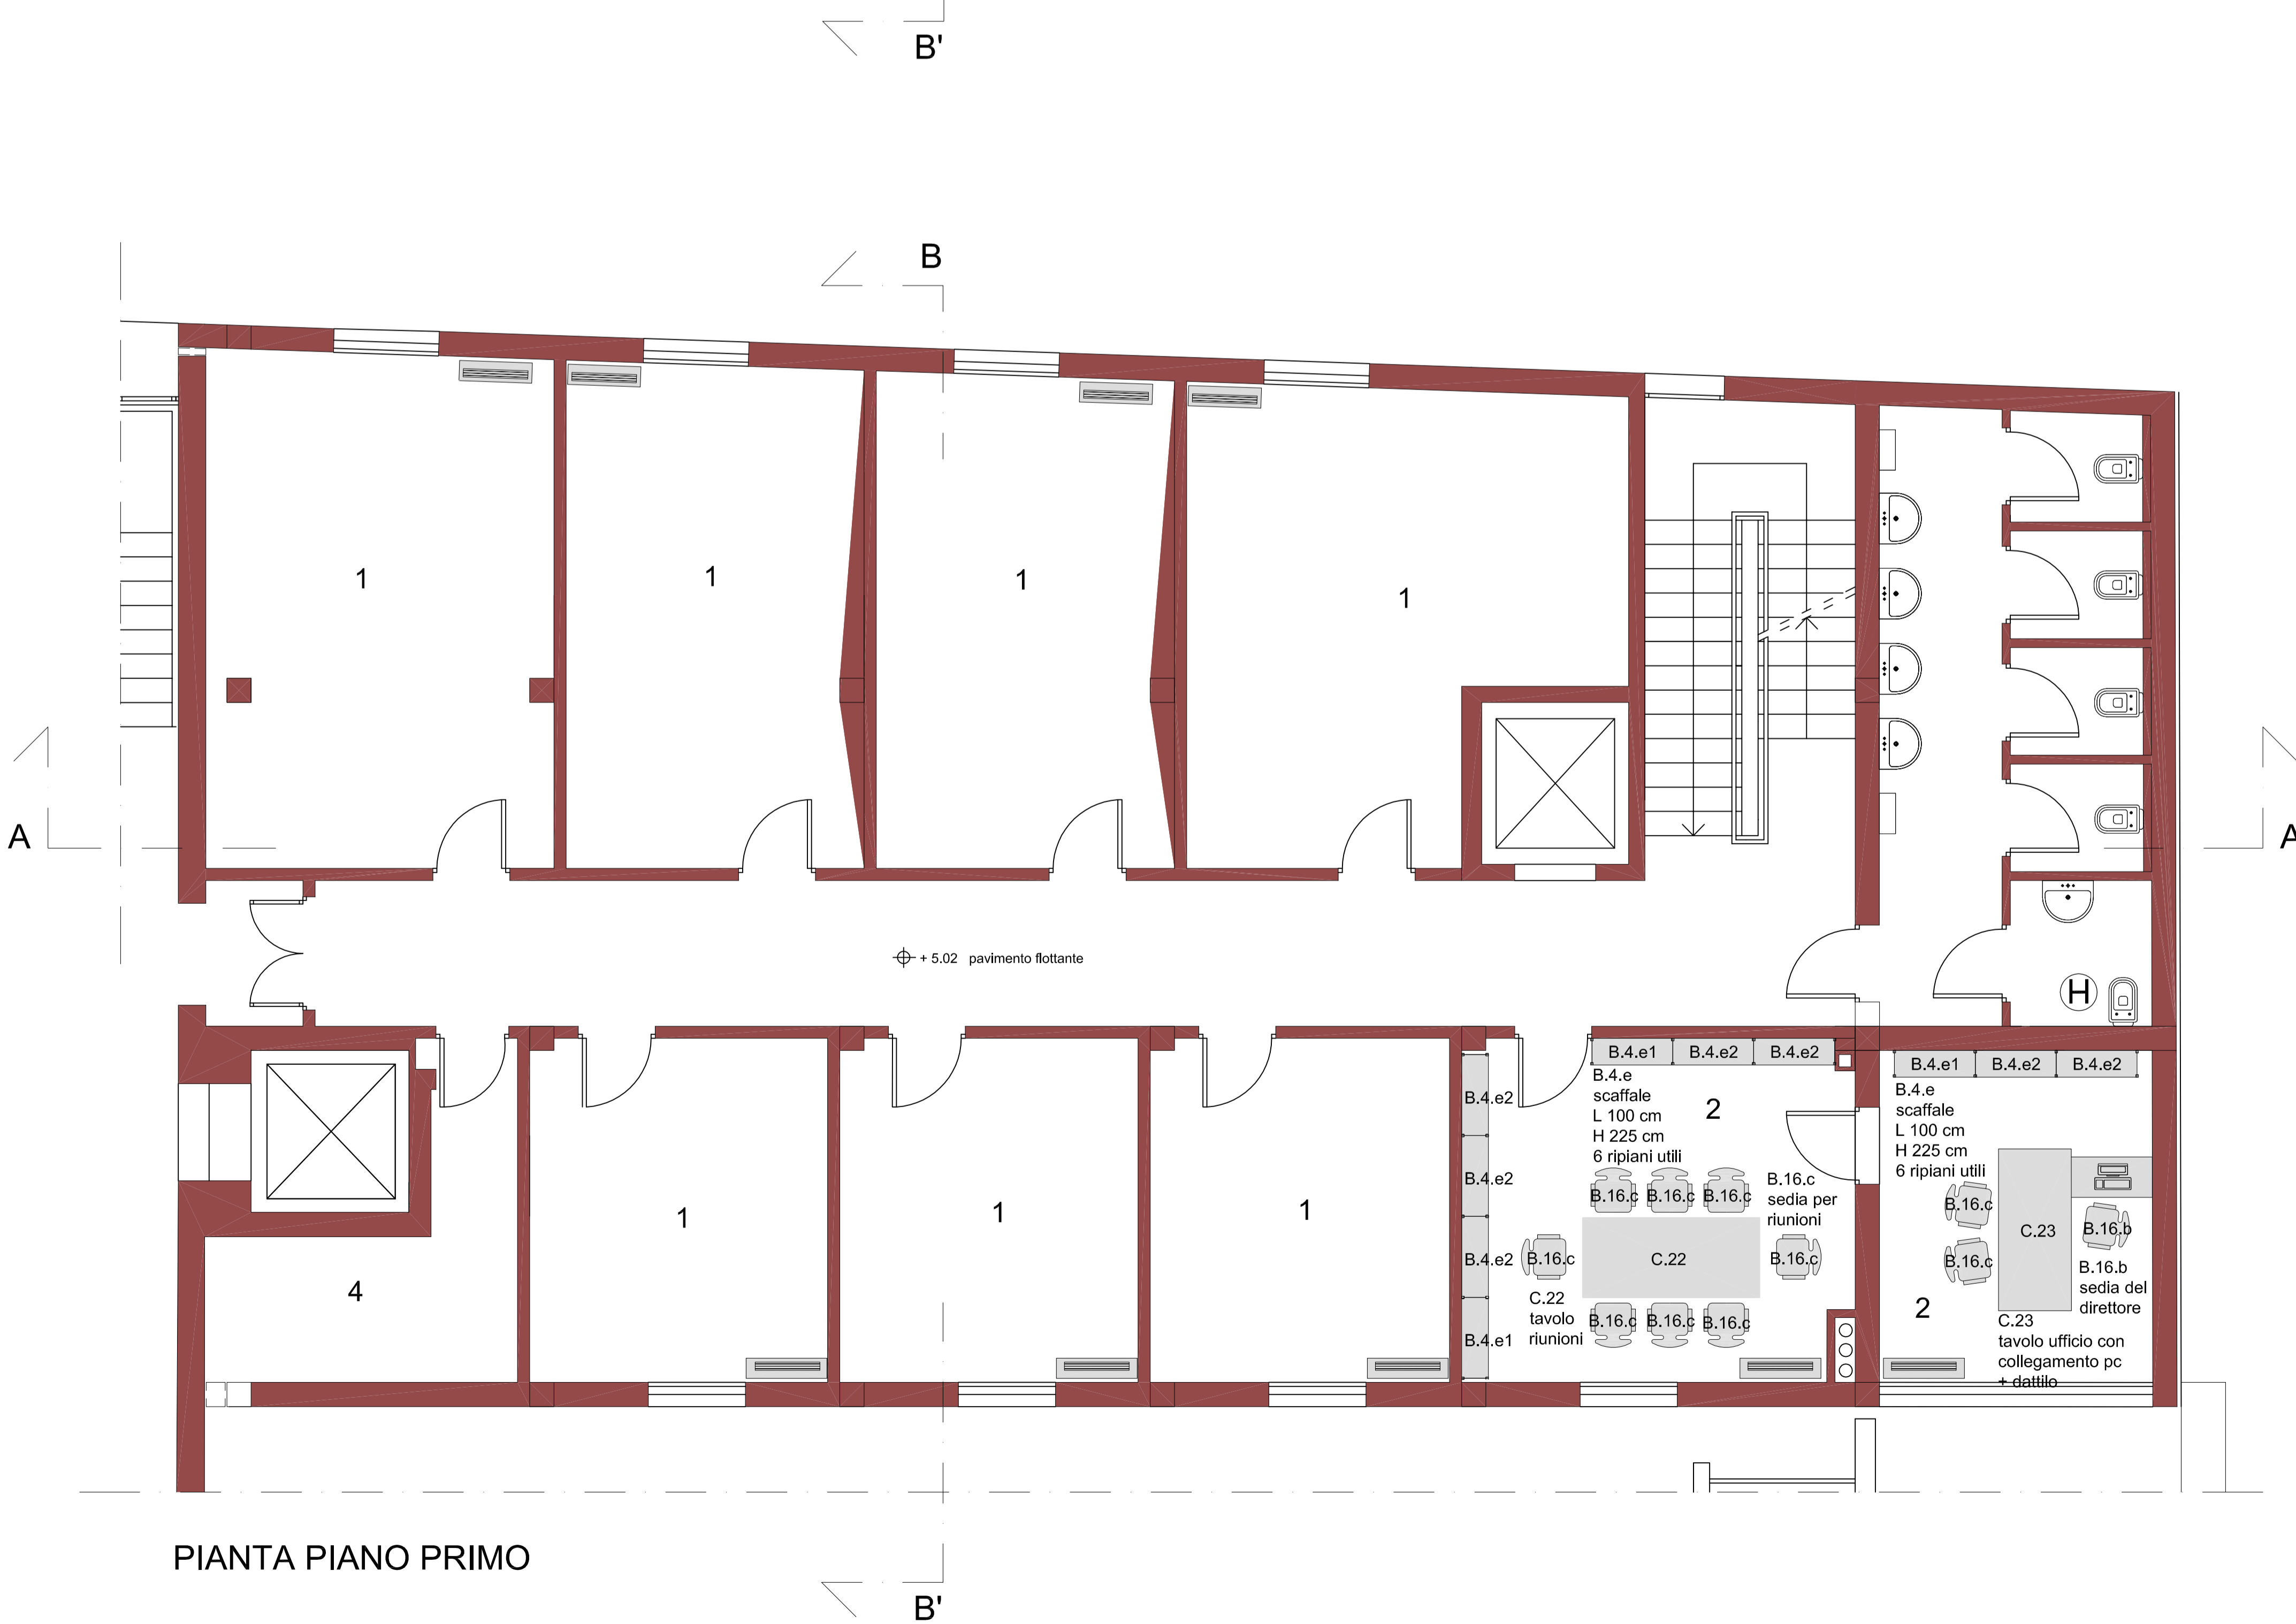 B'
B
1
1
1
1
A
A
+ 5.02 pavimento flottante
H
B.4.e1 B.4.e2 B.4.e2
B.4.e
scaffale
L 100 cm
H 225 cm
6 ripiani utili
2
B.4.e1 B.4.e2 B.4.e2
B.4.e
scaffale
L 100 cm
H 225 cm
6 ripiani utili
B.4.e2
B.4.e2
B.4.e2
B.4.e1
B.16.c B.16.c B.16.c
B.16.c
sedia per
riunioni
B.16.c
C.22
B.16.c
C.22
tavolo
riunioni
B.16.c B.16.c B.16.c
B.16.c
B.16.c
C.23
B.16.b
B.16.b
sedia del
direttore
2
C.23
tavolo ufficio con
collegamento pc
+ dattilo
4
1
1
1
PIANTA PIANO PRIMO
B'